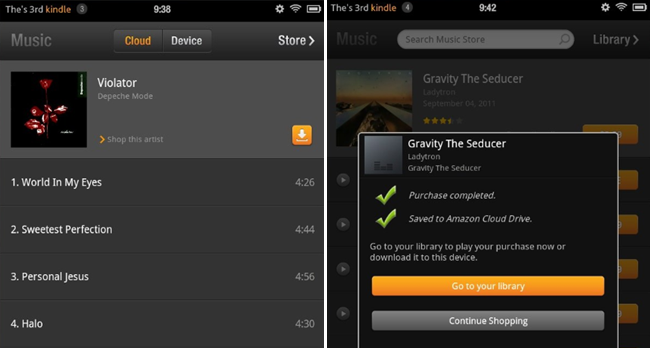 The's 3rd kindle 3 9:38
Music Cloud Device Store
Violator
Depeche Mode
Shop this artist
1. World In My Eyes 4:26
2. Sweetest Perfection 4:44
3. Personal Jesus 4:56
4. Halo 4:30
The's 3rd kindle 4 9:42
Music Search Music Store Library
Gravity The Seducer
Ladytron
September 04, 2011
Gravity The Seducer
Ladytron
Gravity The Seducer
Purchase completed.
Saved to Amazon Cloud Drive.
Go to your library to play your purchase now or
download it to this device.
Go to your library
Continue Shopping